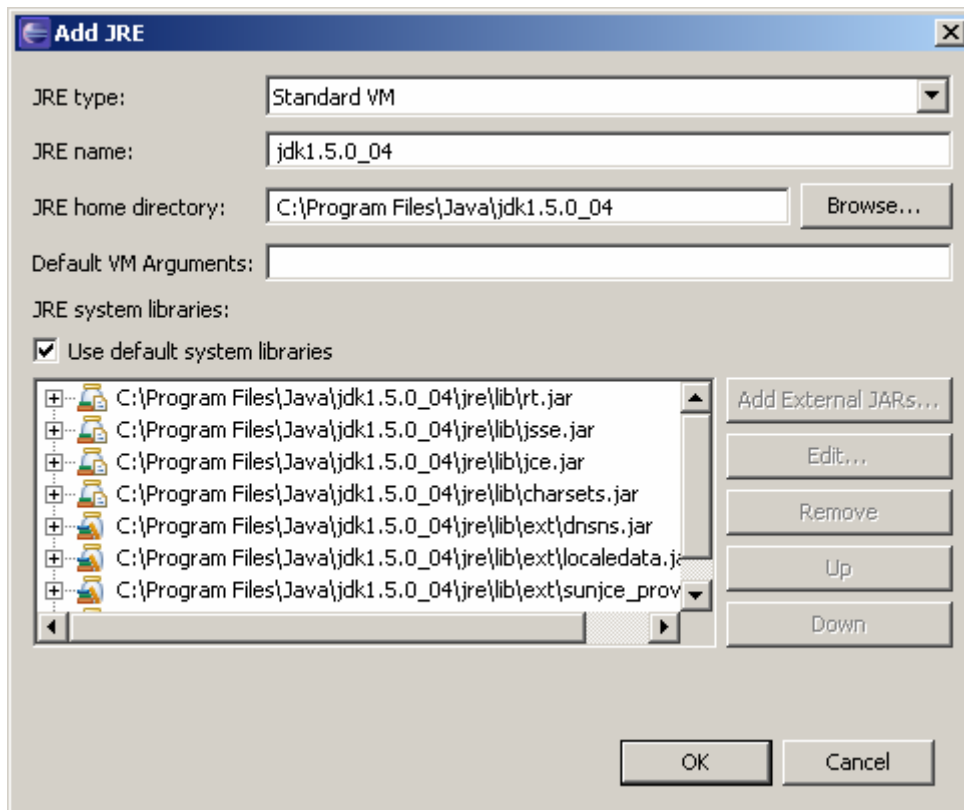 Add JRE
JRE type:
Standard VM
JRE name:
jdk1.5.0_04
JRE home directory:
C:\Program Files\Java\jdk1.5.0_04
Browse...
Default VM Arguments:
JRE system libraries:
Use default system libraries
C:\Program Files\Java\jdk1.5.0_04\jre\lib\rt.jar
C:\Program Files\Java\jdk1.5.0_04\jre\lib\jsse.jar
C:\Program Files\Java\jdk1.5.0_04\jre\lib\jce.jar
C:\Program Files\Java\jdk1.5.0_04\jre\lib\charsets.jar
C:\Program Files\Java\jdk1.5.0_04\jre\lib\ext\dnsns.jar
C:\Program Files\Java\jdk1.5.0_04\jre\lib\ext\localedata.ja
C:\Program Files\Java\jdk1.5.0_04\jre\lib\ext\sunjce_prov
Add External JARs...
Edit...
Remove
Up
Down
OK
Cancel